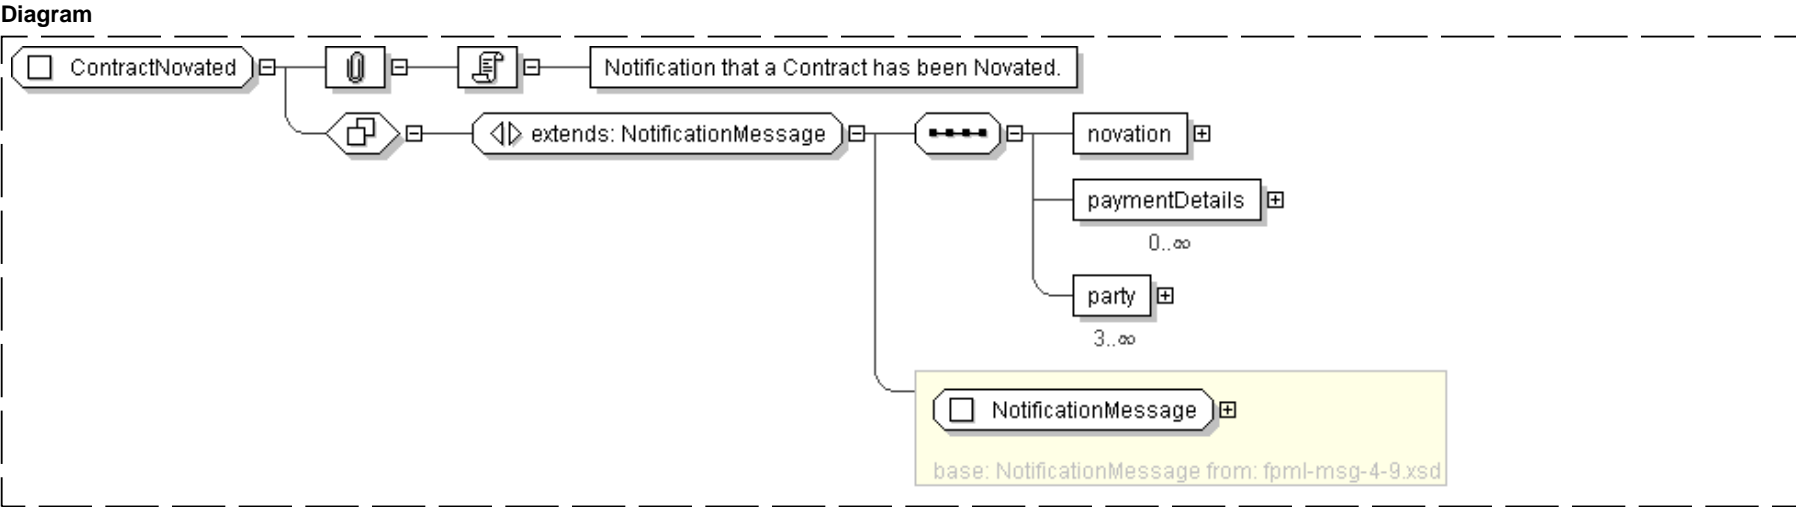 Diagram
ContractNovated
Notification that a Contract has been Novated.
extends: NotificationMessage
novation
paymentDetails
0..∞
party
3..∞
NotificationMessage
base: NotificationMessage from: fpml-msg-4-9.xsd